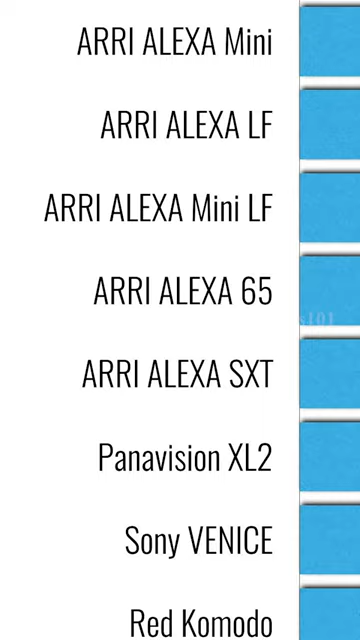 ARRI ALEXA Mini
ARRI ALEXA LF
ARRI ALEXA Mini LF
ARRI ALEXA 65
ARRI ALEXA SXT
Panavision XL2
Sony VENICE
Red Komodo